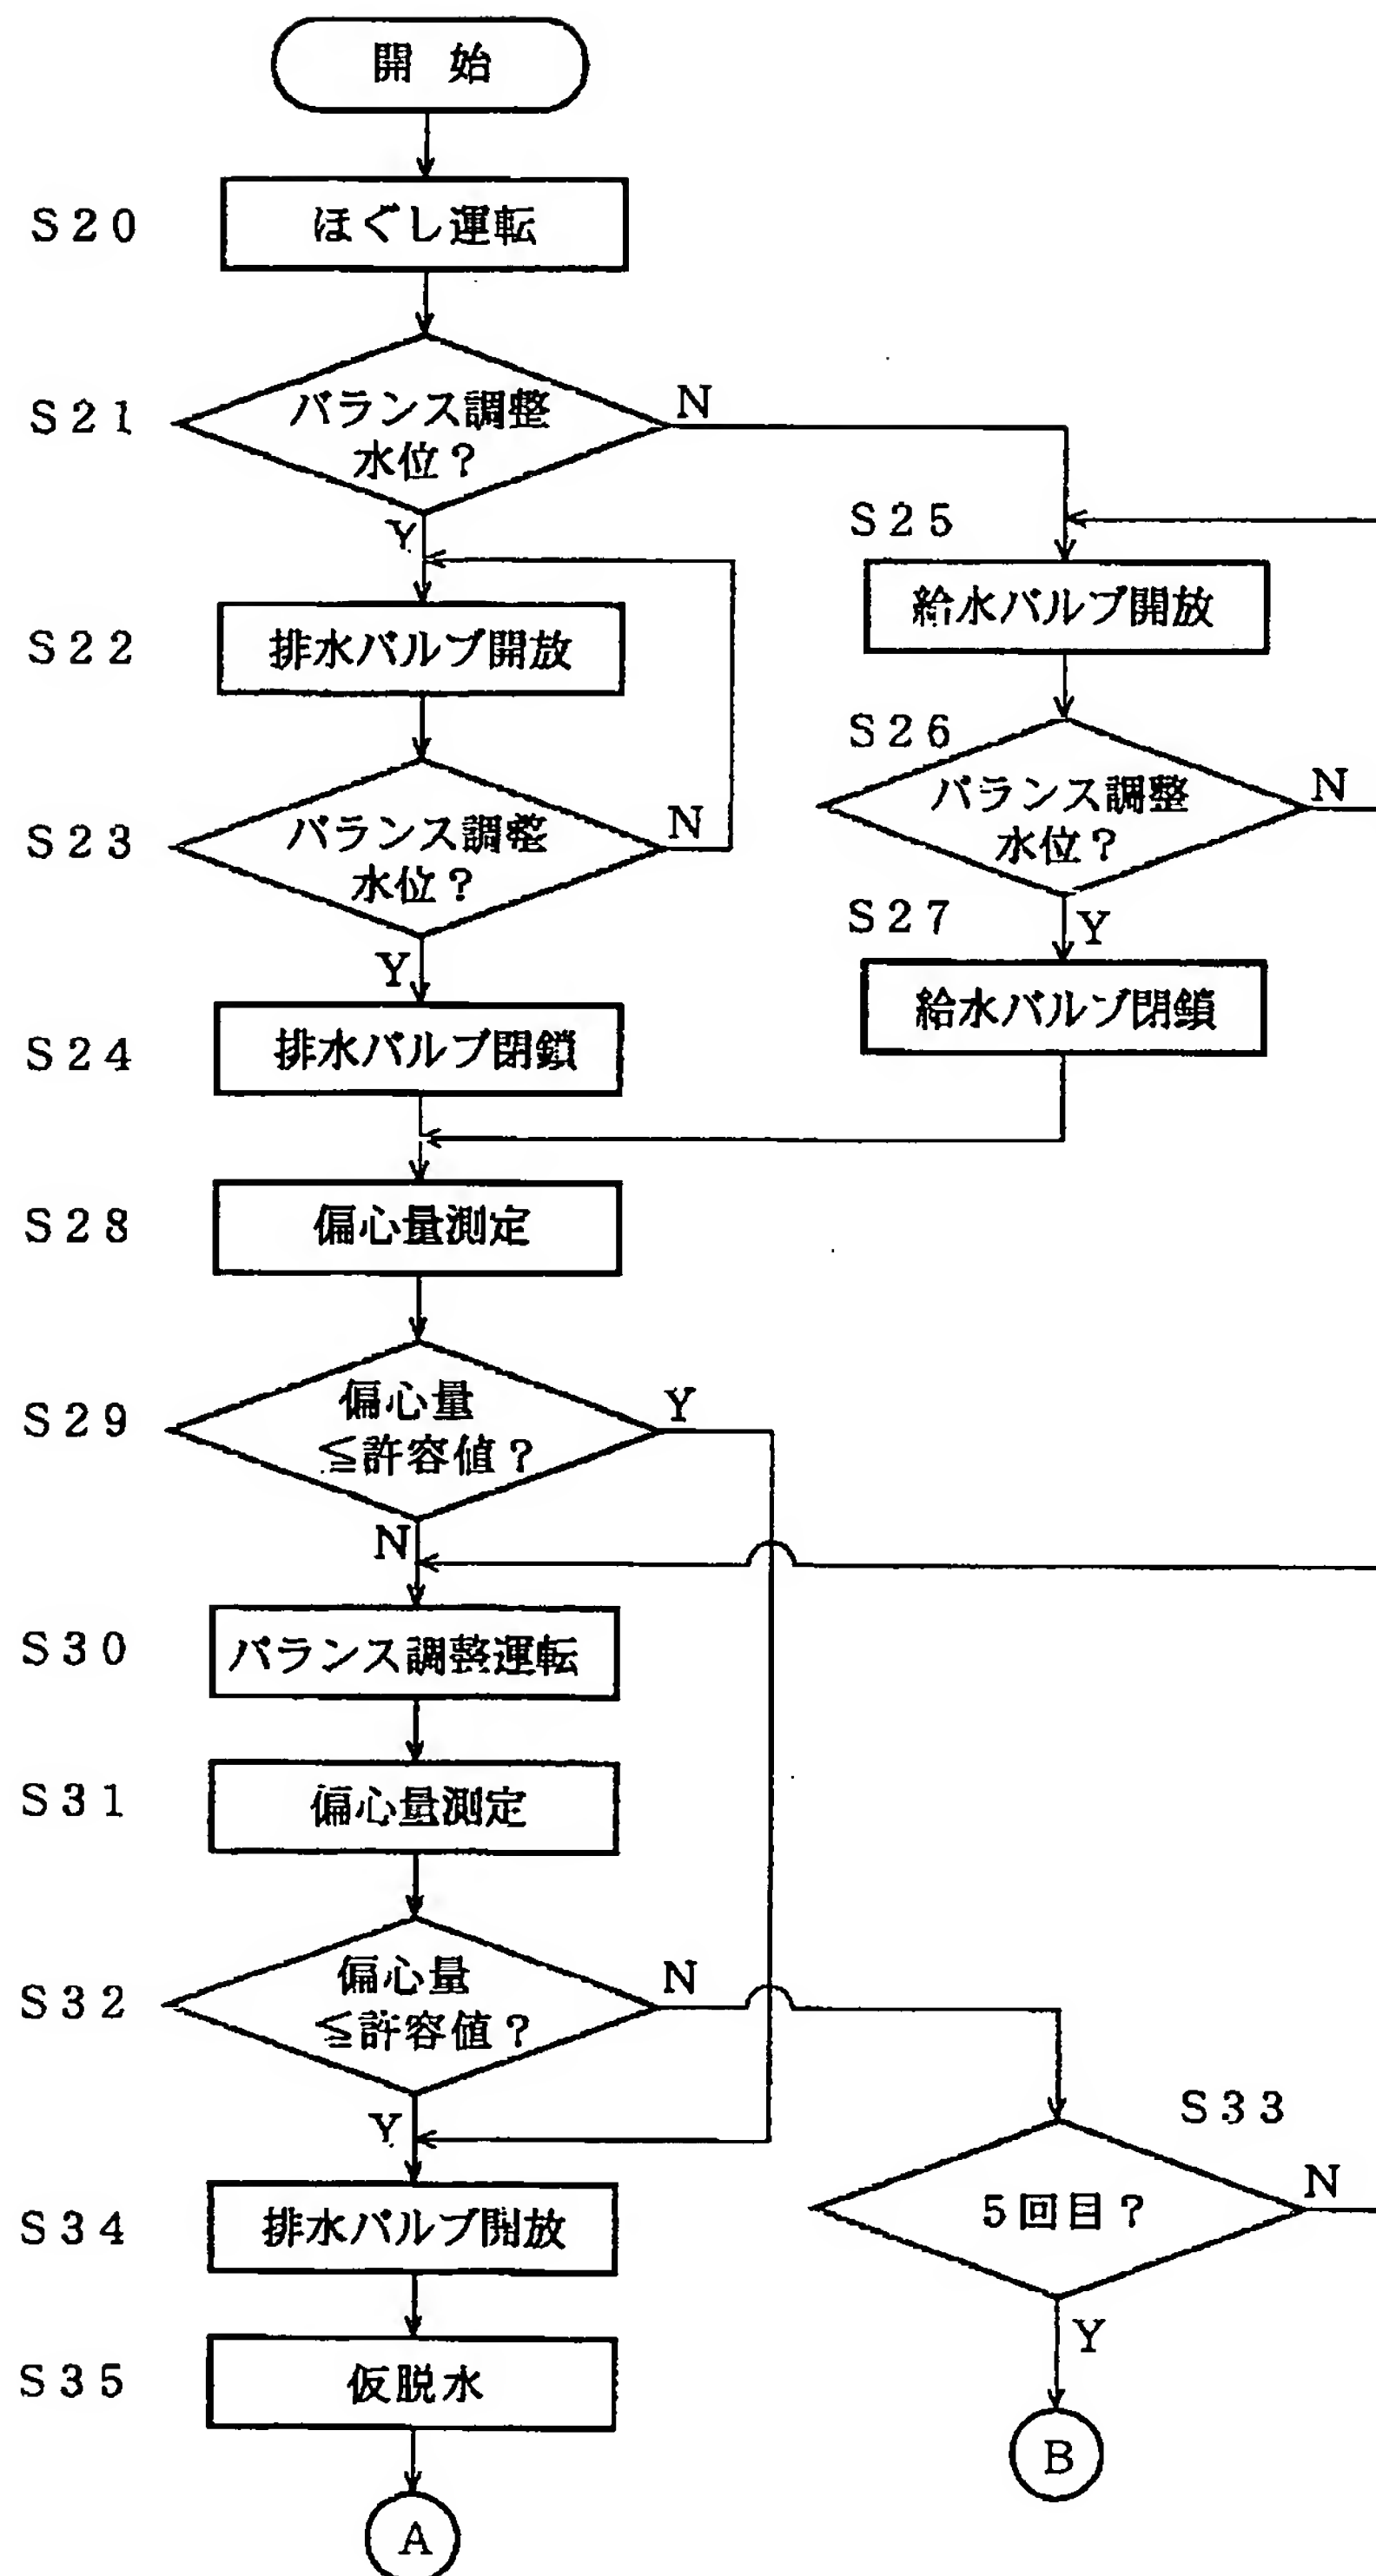 開始
S20
ほぐし運転
S21
バランス調整
水位？
N
Y
S22
排水バルブ開放
S23
バランス調整
水位？
N
Y
S24
排水バルブ閉鎖
S25
給水バルブ開放
S26
バランス調整
水位？
N
S27
Y
給水バルブ閉鎖
S28
偏心量測定
S29
偏心量
≦許容値？
Y
N
S30
バランス調整運転
S31
偏心量測定
S32
偏心量
≦許容値？
N
Y
S33
5回目？
N
Y
B
S34
排水バルブ開放
S35
仮脱水
A